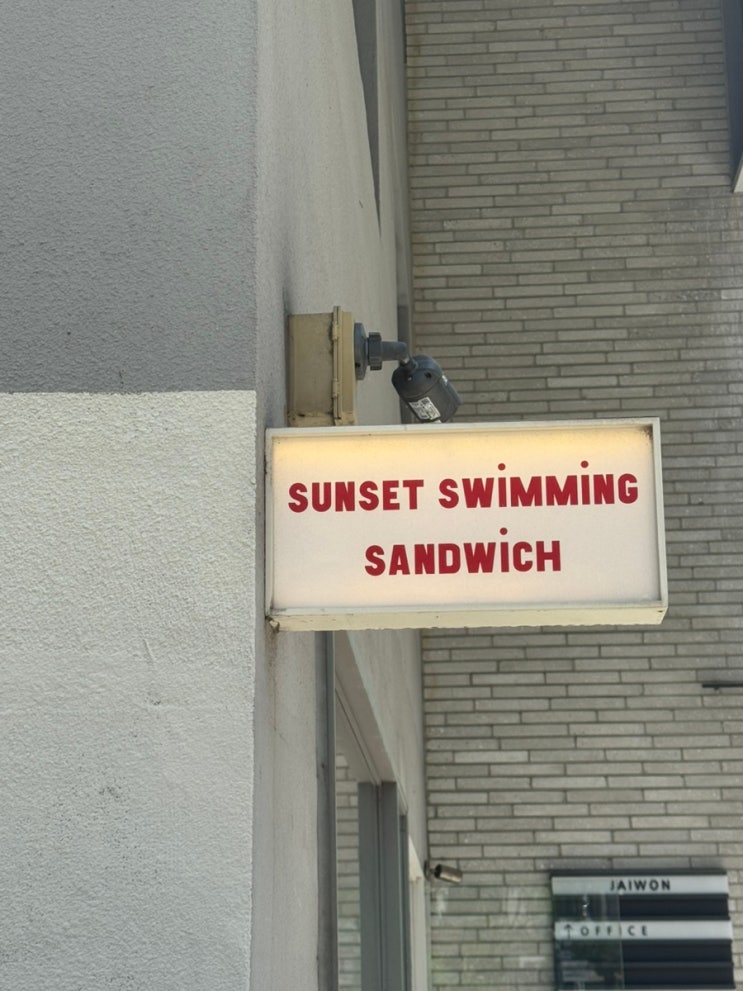 SUNSET SWiMMiNG
SANDWiCH
JAIWON
↑ OFFICE